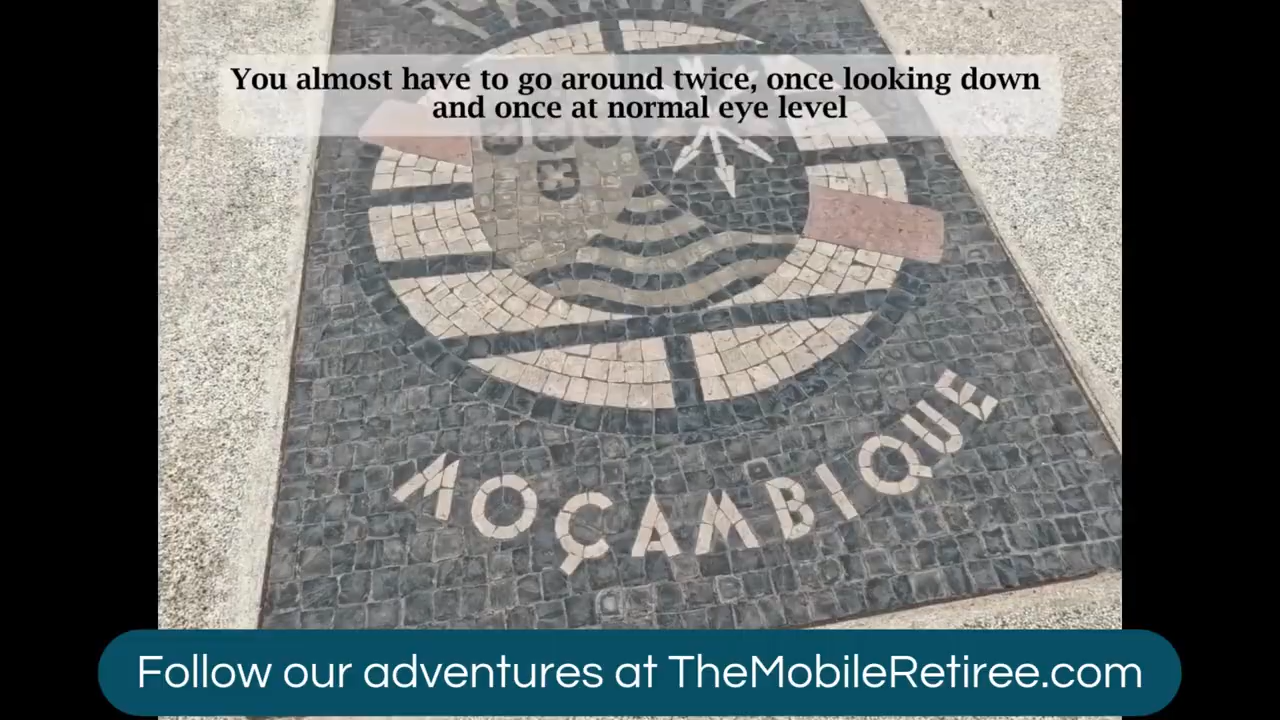 You almost have to go around twice, once looking down
and once at normal eye level
MOÇAMBIQUE
Follow our adventures at TheMobileRetiree.com